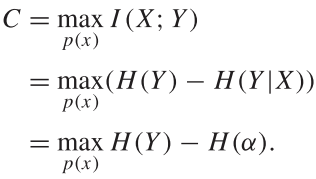 C = max I(X; Y)
p(x)
= max(H(Y) − H(Y|X))
p(x)
= max H(Y) − H(α).
p(x)